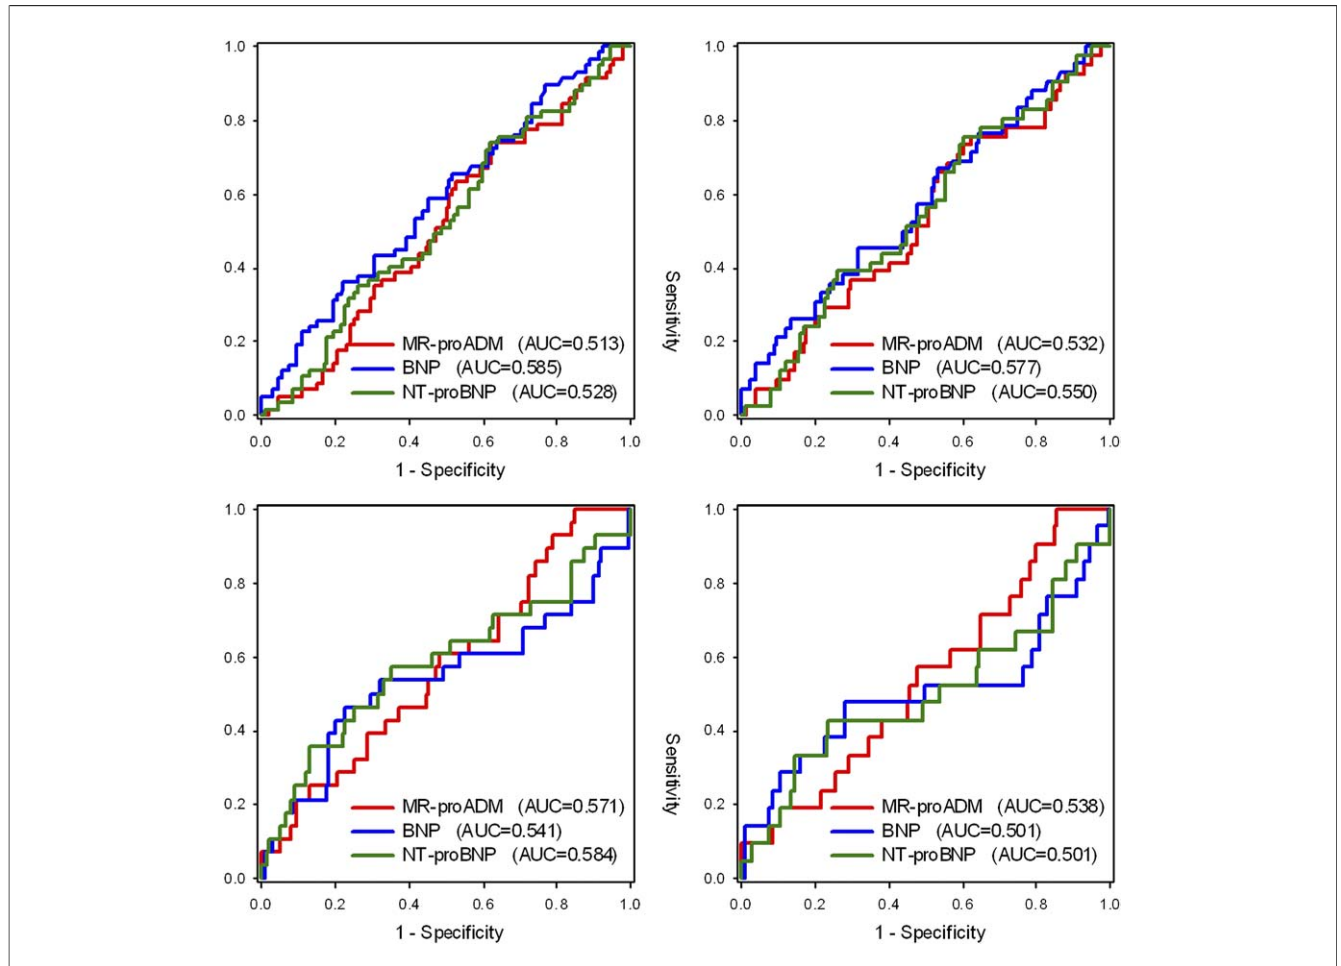 1.0
0.8
0.6
0.4
0.2
0.0
MR-proADM (AUC=0.513)
BNP (AUC=0.585)
NT-proBNP (AUC=0.528)
0.0 0.2 0.4 0.6 0.8 1.0
1 - Specificity
Sensitivity
1.0
0.8
0.6
0.4
0.2
0.0
MR-proADM (AUC=0.532)
BNP (AUC=0.577)
NT-proBNP (AUC=0.550)
0.0 0.2 0.4 0.6 0.8 1.0
1 - Specificity
1.0
0.8
0.6
0.4
0.2
0.0
MR-proADM (AUC=0.571)
BNP (AUC=0.541)
NT-proBNP (AUC=0.584)
0.0 0.2 0.4 0.6 0.8 1.0
1 - Specificity
Sensitivity
1.0
0.8
0.6
0.4
0.2
0.0
MR-proADM (AUC=0.538)
BNP (AUC=0.501)
NT-proBNP (AUC=0.501)
0.0 0.2 0.4 0.6 0.8 1.0
1 - Specificity